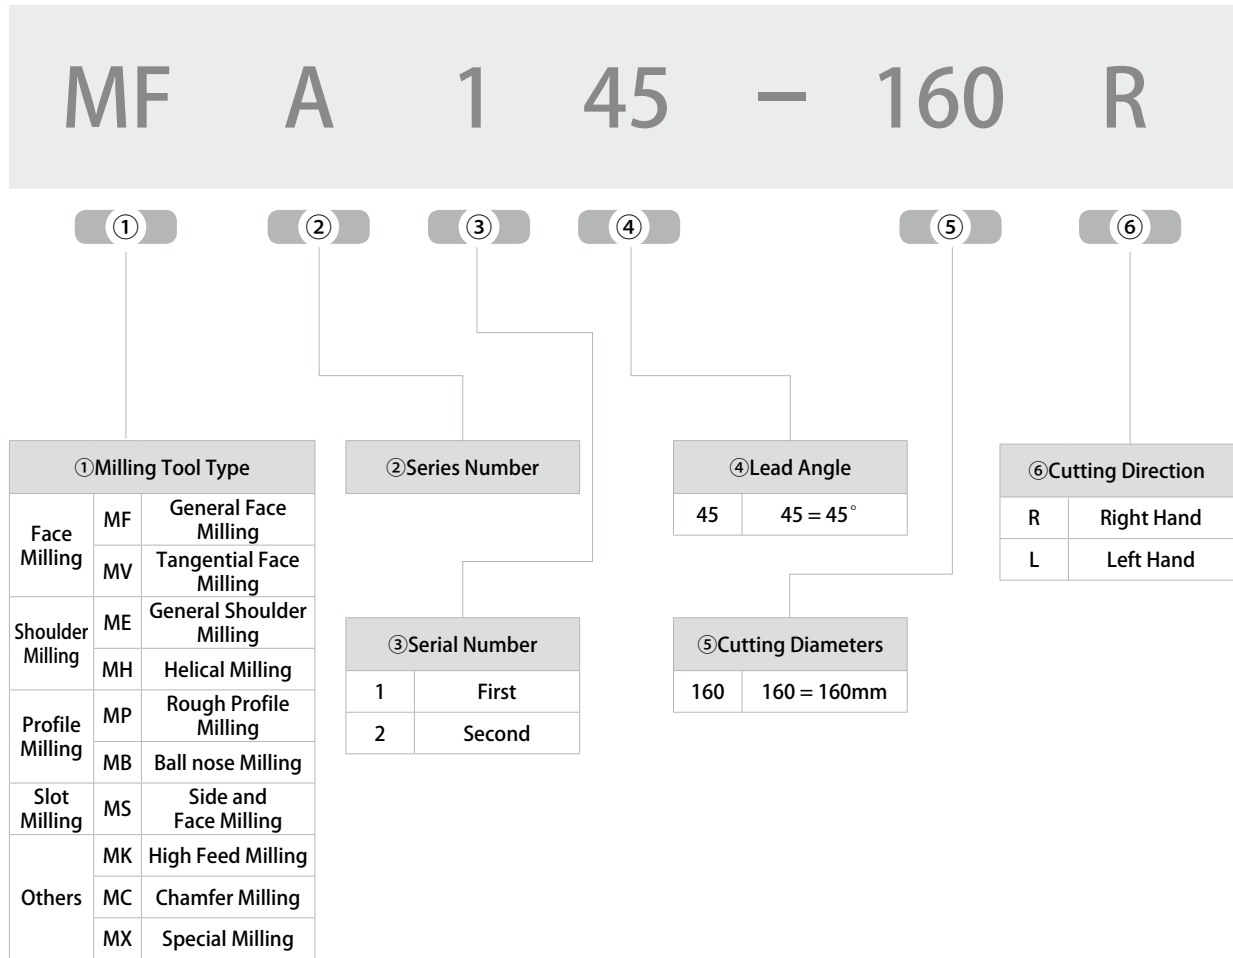 MF A 1 45 – 160 R
① ② ③ ④ ⑤ ⑥
①Milling Tool Type
Face
Milling
MF
General Face
Milling
MV
Tangential Face
Milling
Shoulder
Milling
ME
General Shoulder
Milling
MH
Helical Milling
Profile
Milling
MP
Rough Profile
Milling
MB
Ball nose Milling
Slot
Milling
MS
Side and
Face Milling
Others
MK
High Feed Milling
MC
Chamfer Milling
MX
Special Milling
②Series Number
③Serial Number
1 First
2 Second
④Lead Angle
45 45 = 45°
⑤Cutting Diameters
160 160 = 160mm
⑥Cutting Direction
R Right Hand
L Left Hand